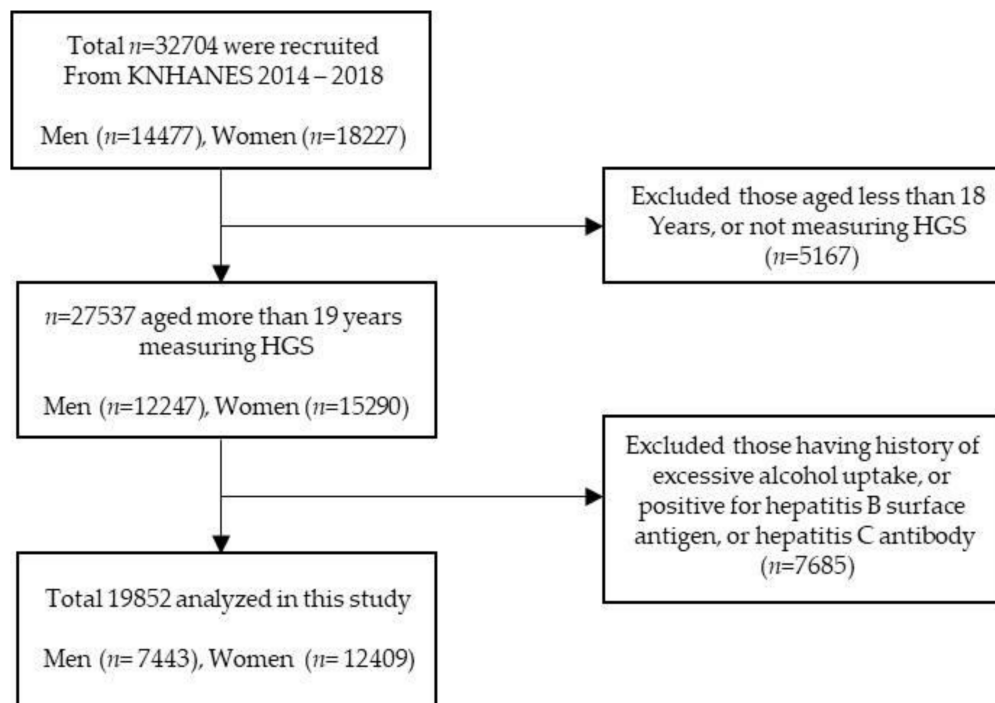 Total n=32704 were recruited
From KNHANES 2014 – 2018
Men (n=14477), Women (n=18227)
Excluded those aged less than 18
Years, or not measuring HGS
(n=5167)
n=27537 aged more than 19 years
measuring HGS
Men (n=12247), Women (n=15290)
Excluded those having history of
excessive alcohol uptake, or
positive for hepatitis B surface
antigen, or hepatitis C antibody
(n=7685)
Total 19852 analyzed in this study
Men (n= 7443), Women (n= 12409)